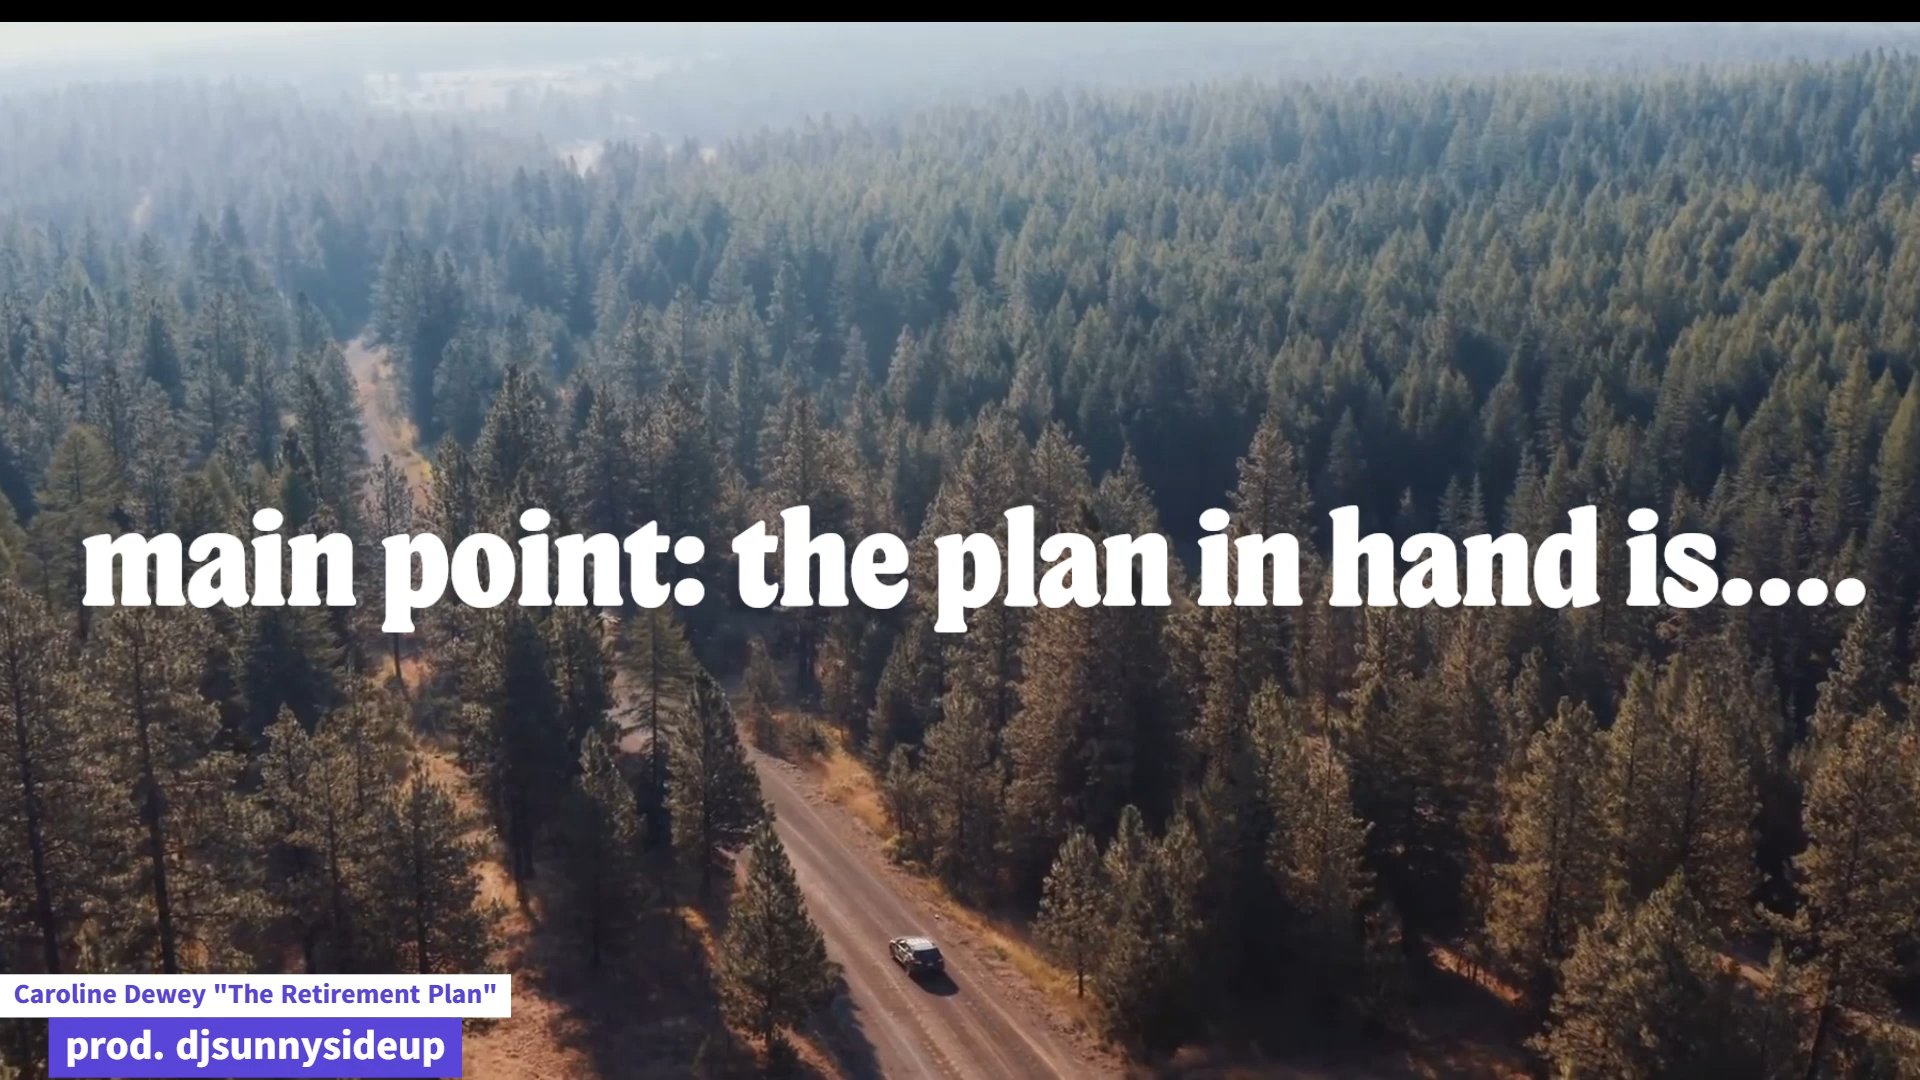 main point: the plan in hand is....
Caroline Dewey "The Retirement Plan"
prod. djsunnysideup